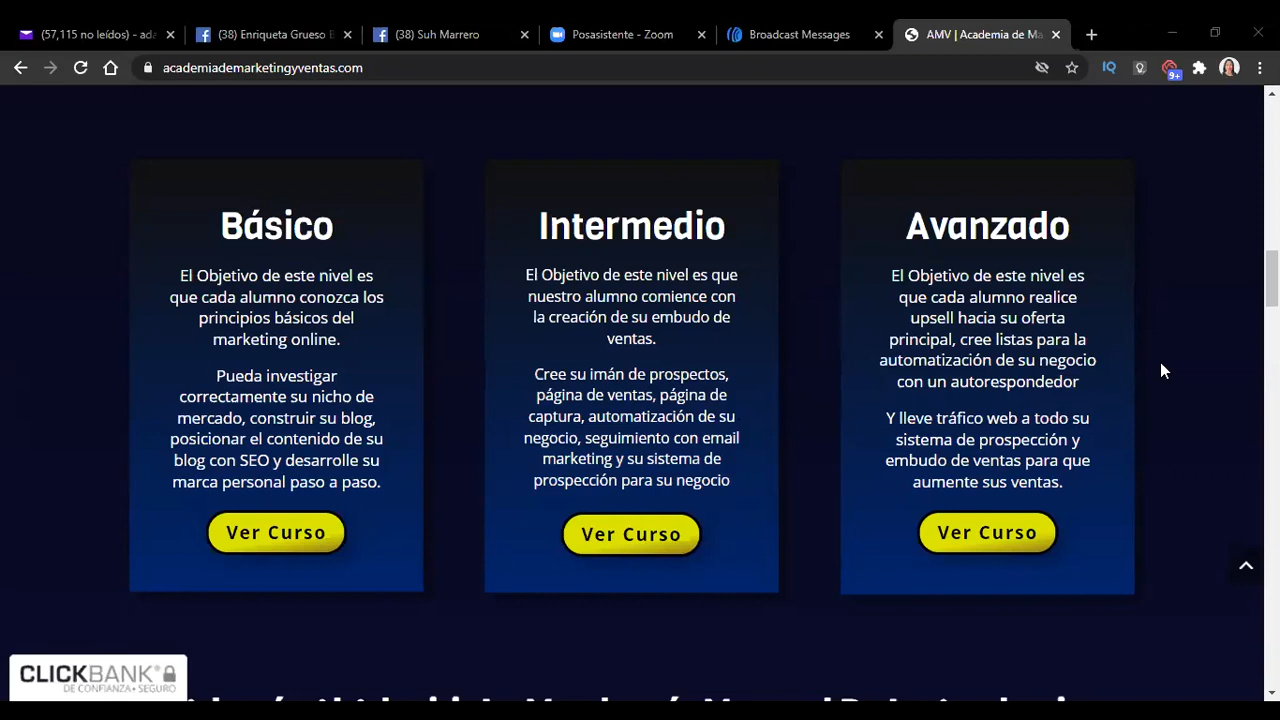 (57,115 no leídos) - ada
(38) Enriqueta Grueso B
(38) Suh Marrero
Posasistente - Zoom
Broadcast Messages
AMV | Academia de Ma
academiademarketingyventas.com
IQ
9+
Básico
El Objetivo de este nivel es
que cada alumno conozca los
principios básicos del
marketing online.
Pueda investigar
correctamente su nicho de
mercado, construir su blog,
posicionar el contenido de su
blog con SEO y desarrolle su
marca personal paso a paso.
Ver Curso
Intermedio
El Objetivo de este nivel es que
nuestro alumno comience con
la creación de su embudo de
ventas.
Cree su imán de prospectos,
página de ventas, página de
captura, automatización de su
negocio, seguimiento con email
marketing y su sistema de
prospección para su negocio
Ver Curso
Avanzado
El Objetivo de este nivel es
que cada alumno realice
upsell hacia su oferta
principal, cree listas para la
automatización de su negocio
con un autorespondedor
Y lleve tráfico web a todo su
sistema de prospección y
embudo de ventas para que
aumente sus ventas.
Ver Curso
CLICKBANK®
DE CONFIANZA • SEGURO